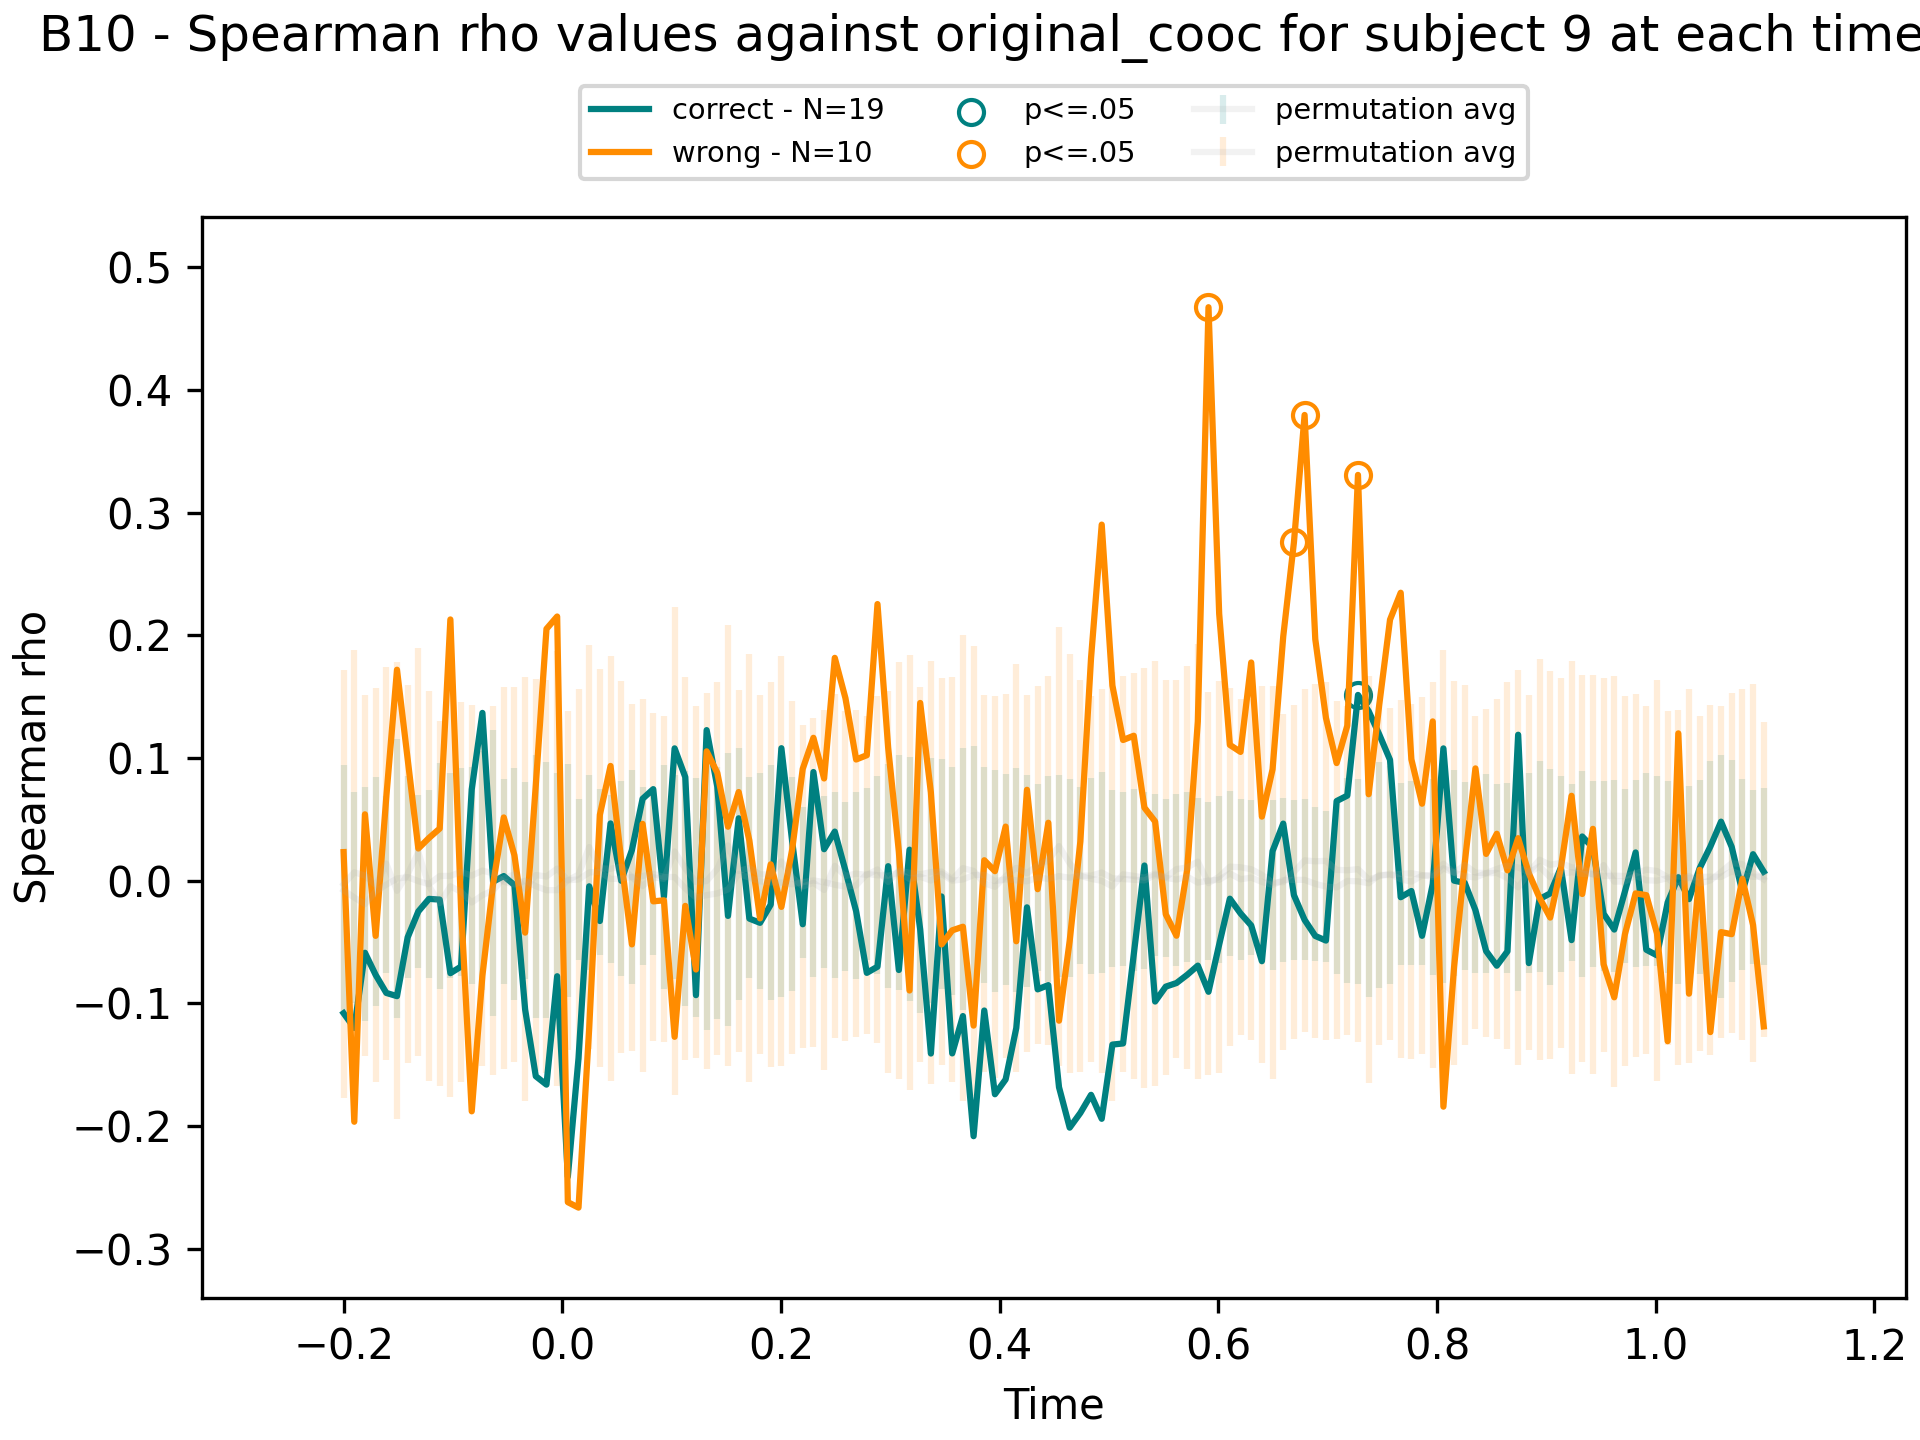 B10 - Spearman rho values against original_cooc for subject 9 at each time
correct - N=19
wrong - N=10
p<=.05
p<=.05
permutation avg
permutation avg
Spearman rho
0.5
0.4
0.3
0.2
0.1
0.0
−0.1
−0.2
−0.3
−0.2 0.0 0.2 0.4 0.6 0.8 1.0 1.2
Time